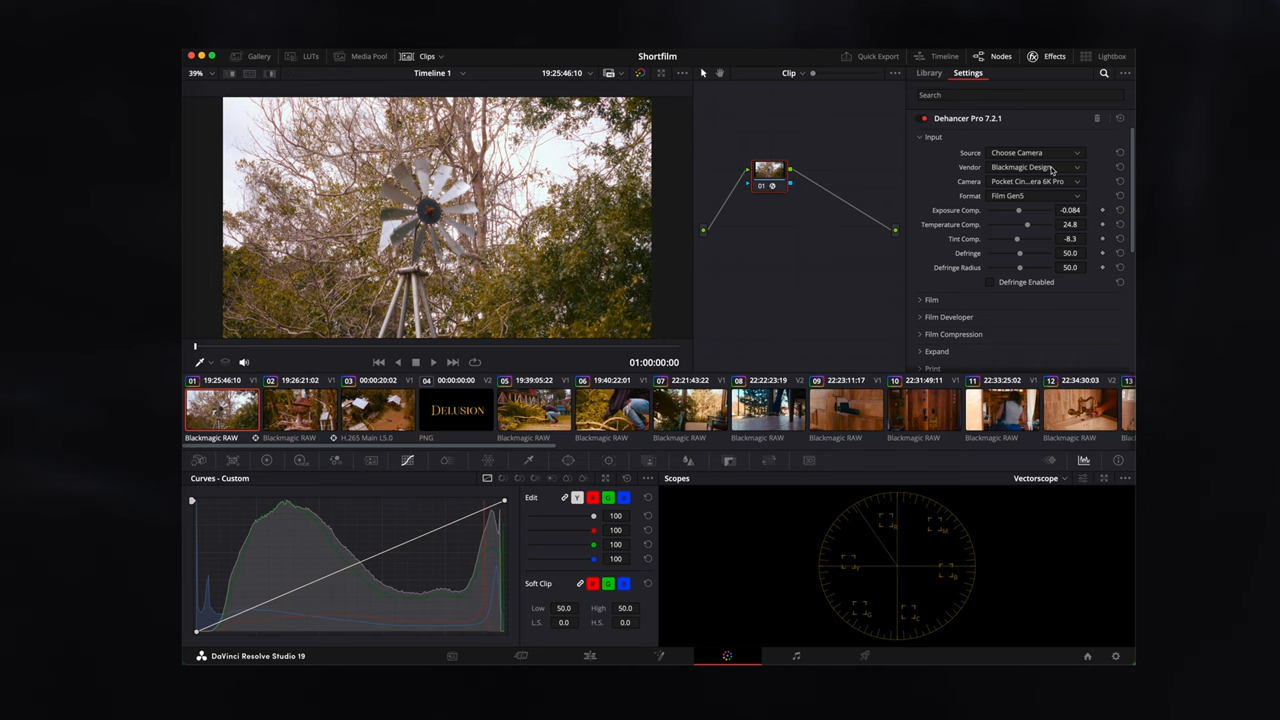 Gallery LUTs Media Pool Clips Shortfilm Quick Export Timeline Nodes Effects Lightbox
39% Timeline 1 19:25:46:10 Clip Library Settings
Search
Dehancer Pro 7.2.1
Input
Source Choose Camera
Vendor Blackmagic Design
Camera Pocket Cin...era 6K Pro
Format Film Gen5
Exposure Comp. -0.084
Temperature Comp. 24.8
Tint Comp. -8.3
Defringe 50.0
Defringe Radius 50.0
Defringe Enabled
Film
Film Developer
Film Compression
Expand
Print
01
01:00:00:00
01 19:25:46:10 V1 02 19:26:21:02 V1 03 00:00:20:02 V1 04 00:00:00:00 V2 05 19:39:05:22 V1 06 19:40:22:01 V1 07 22:21:43:22 V1 08 22:22:23:19 V2 09 22:23:11:17 V1 10 22:31:49:11 V1 11 22:33:25:02 V1 12 22:34:30:03 V1 13
DELUSION
Blackmagic RAW Blackmagic RAW H.265 Main L5.0 PNG Blackmagic RAW Blackmagic RAW Blackmagic RAW Blackmagic RAW Blackmagic RAW Blackmagic RAW Blackmagic RAW Blackmagic RAW
Curves - Custom Scopes Vectorscope
Edit Y R G B
100
100
100
100
Soft Clip R G B
Low 50.0 High 50.0
L.S. 0.0 H.S. 0.0
R M
Y B
G C
DaVinci Resolve Studio 19